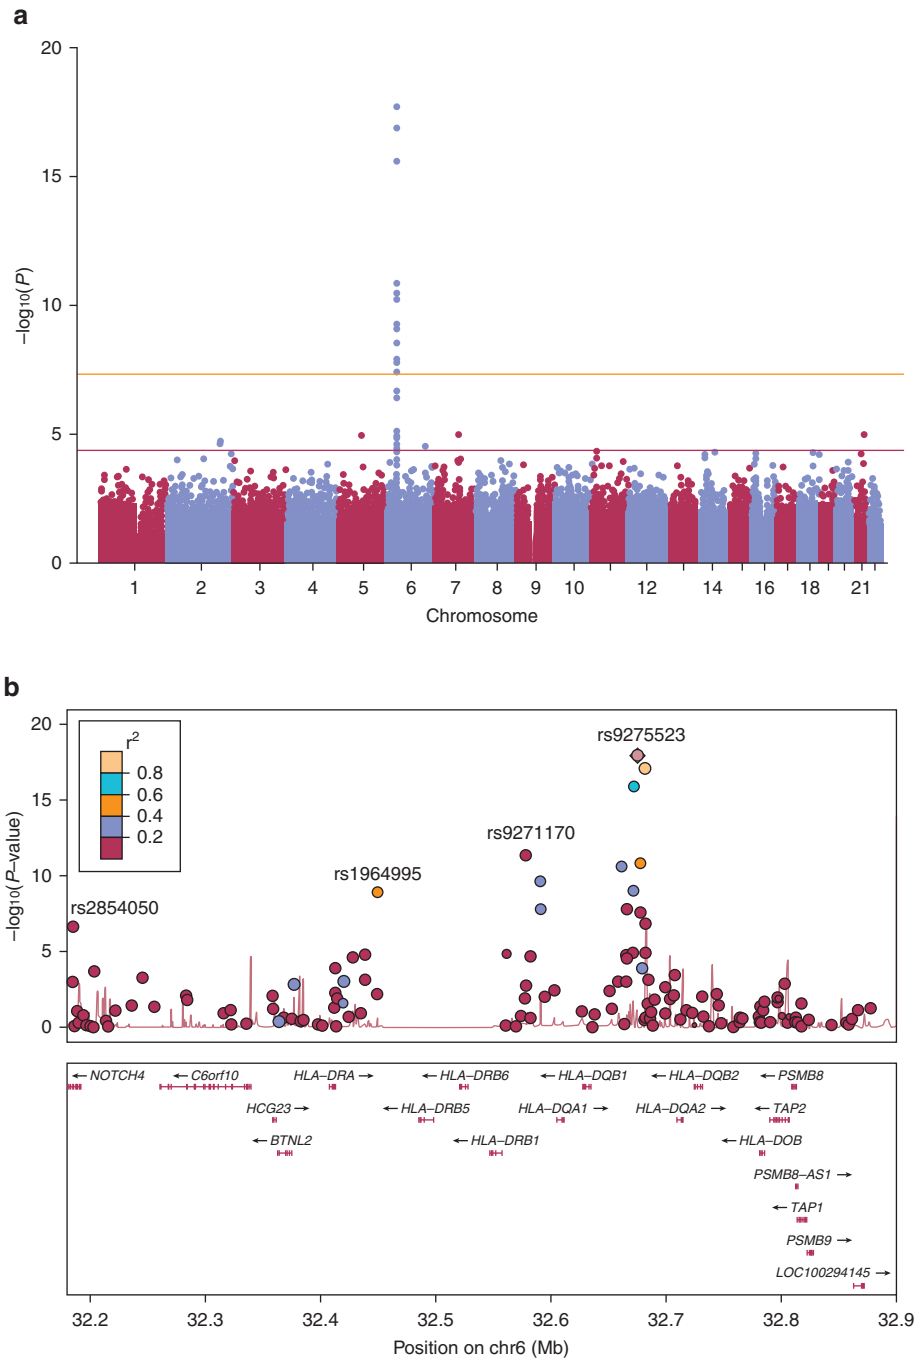 a
20
15
10
5
0
–log10(P)
1 2 3 4 5 6 7 8 9 10 12 14 16 18 21
Chromosome
b
20
15
10
5
0
–log10(P–value)
r2
0.8
0.6
0.4
0.2
rs9275523
rs9271170
rs1964995
rs2854050
← NOTCH4 ← C6orf10 HLA–DRA → ← HLA–DRB6 ← HLA–DQB1 ← HLA–DQB2 ← PSMB8
HCG23 → ← HLA–DRB5 HLA–DQA1 → HLA–DQA2 → ← TAP2
← BTNL2 ← HLA–DRB1 ← HLA–DOB
PSMB8–AS1 →
← TAP1
PSMB9 →
LOC100294145 →
32.2 32.3 32.4 32.5 32.6 32.7 32.8 32.9
Position on chr6 (Mb)